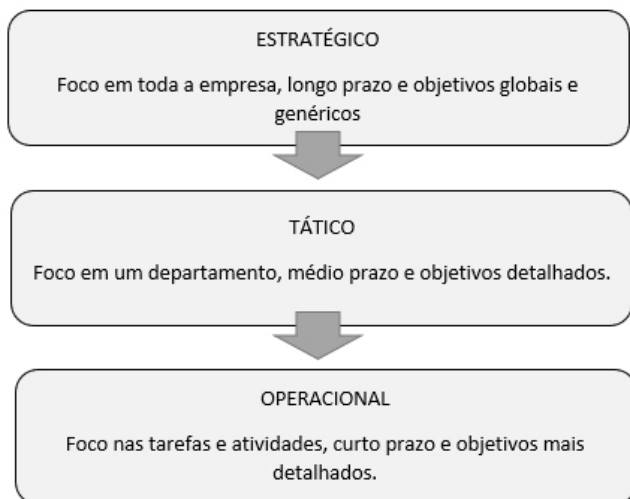 ESTRATÉGICO
Foco em toda a empresa, longo prazo e objetivos globais e
genéricos
TÁTICO
Foco em um departamento, médio prazo e objetivos detalhados.
OPERACIONAL
Foco nas tarefas e atividades, curto prazo e objetivos mais
detalhados.